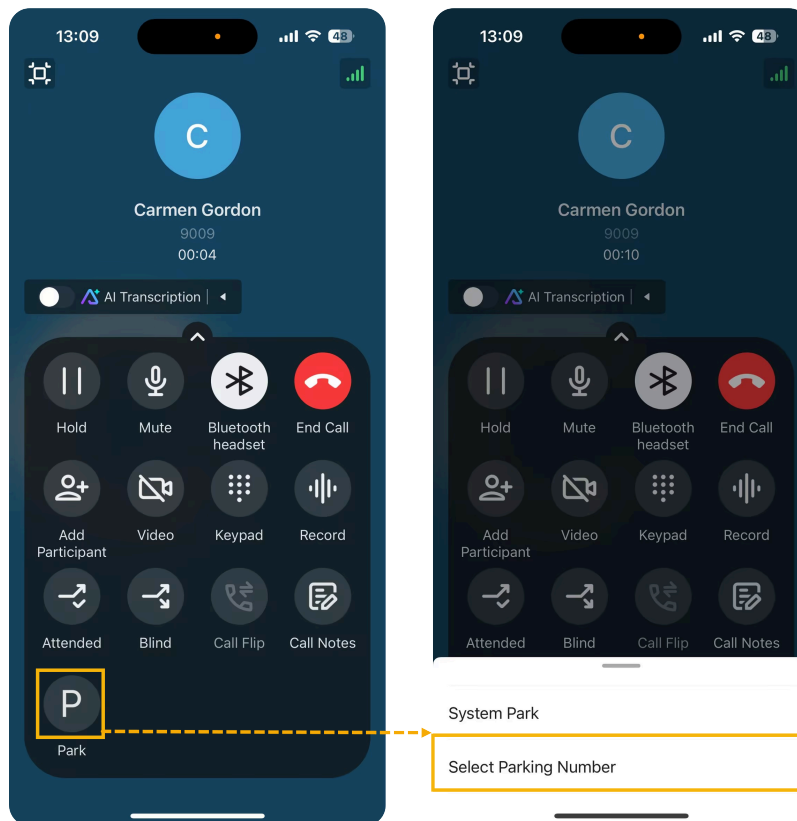 13:09
48
C
Carmen Gordon
9009
00:04
AI Transcription
Hold
Mute
Bluetooth
headset
End Call
Add
Participant
Video
Keypad
Record
Attended
Blind
Call Flip
Call Notes
P
Park
13:09
48
C
Carmen Gordon
9009
00:10
AI Transcription
Hold
Mute
Bluetooth
headset
End Call
Add
Participant
Video
Keypad
Record
Attended
Blind
Call Flip
Call Notes
System Park
Select Parking Number